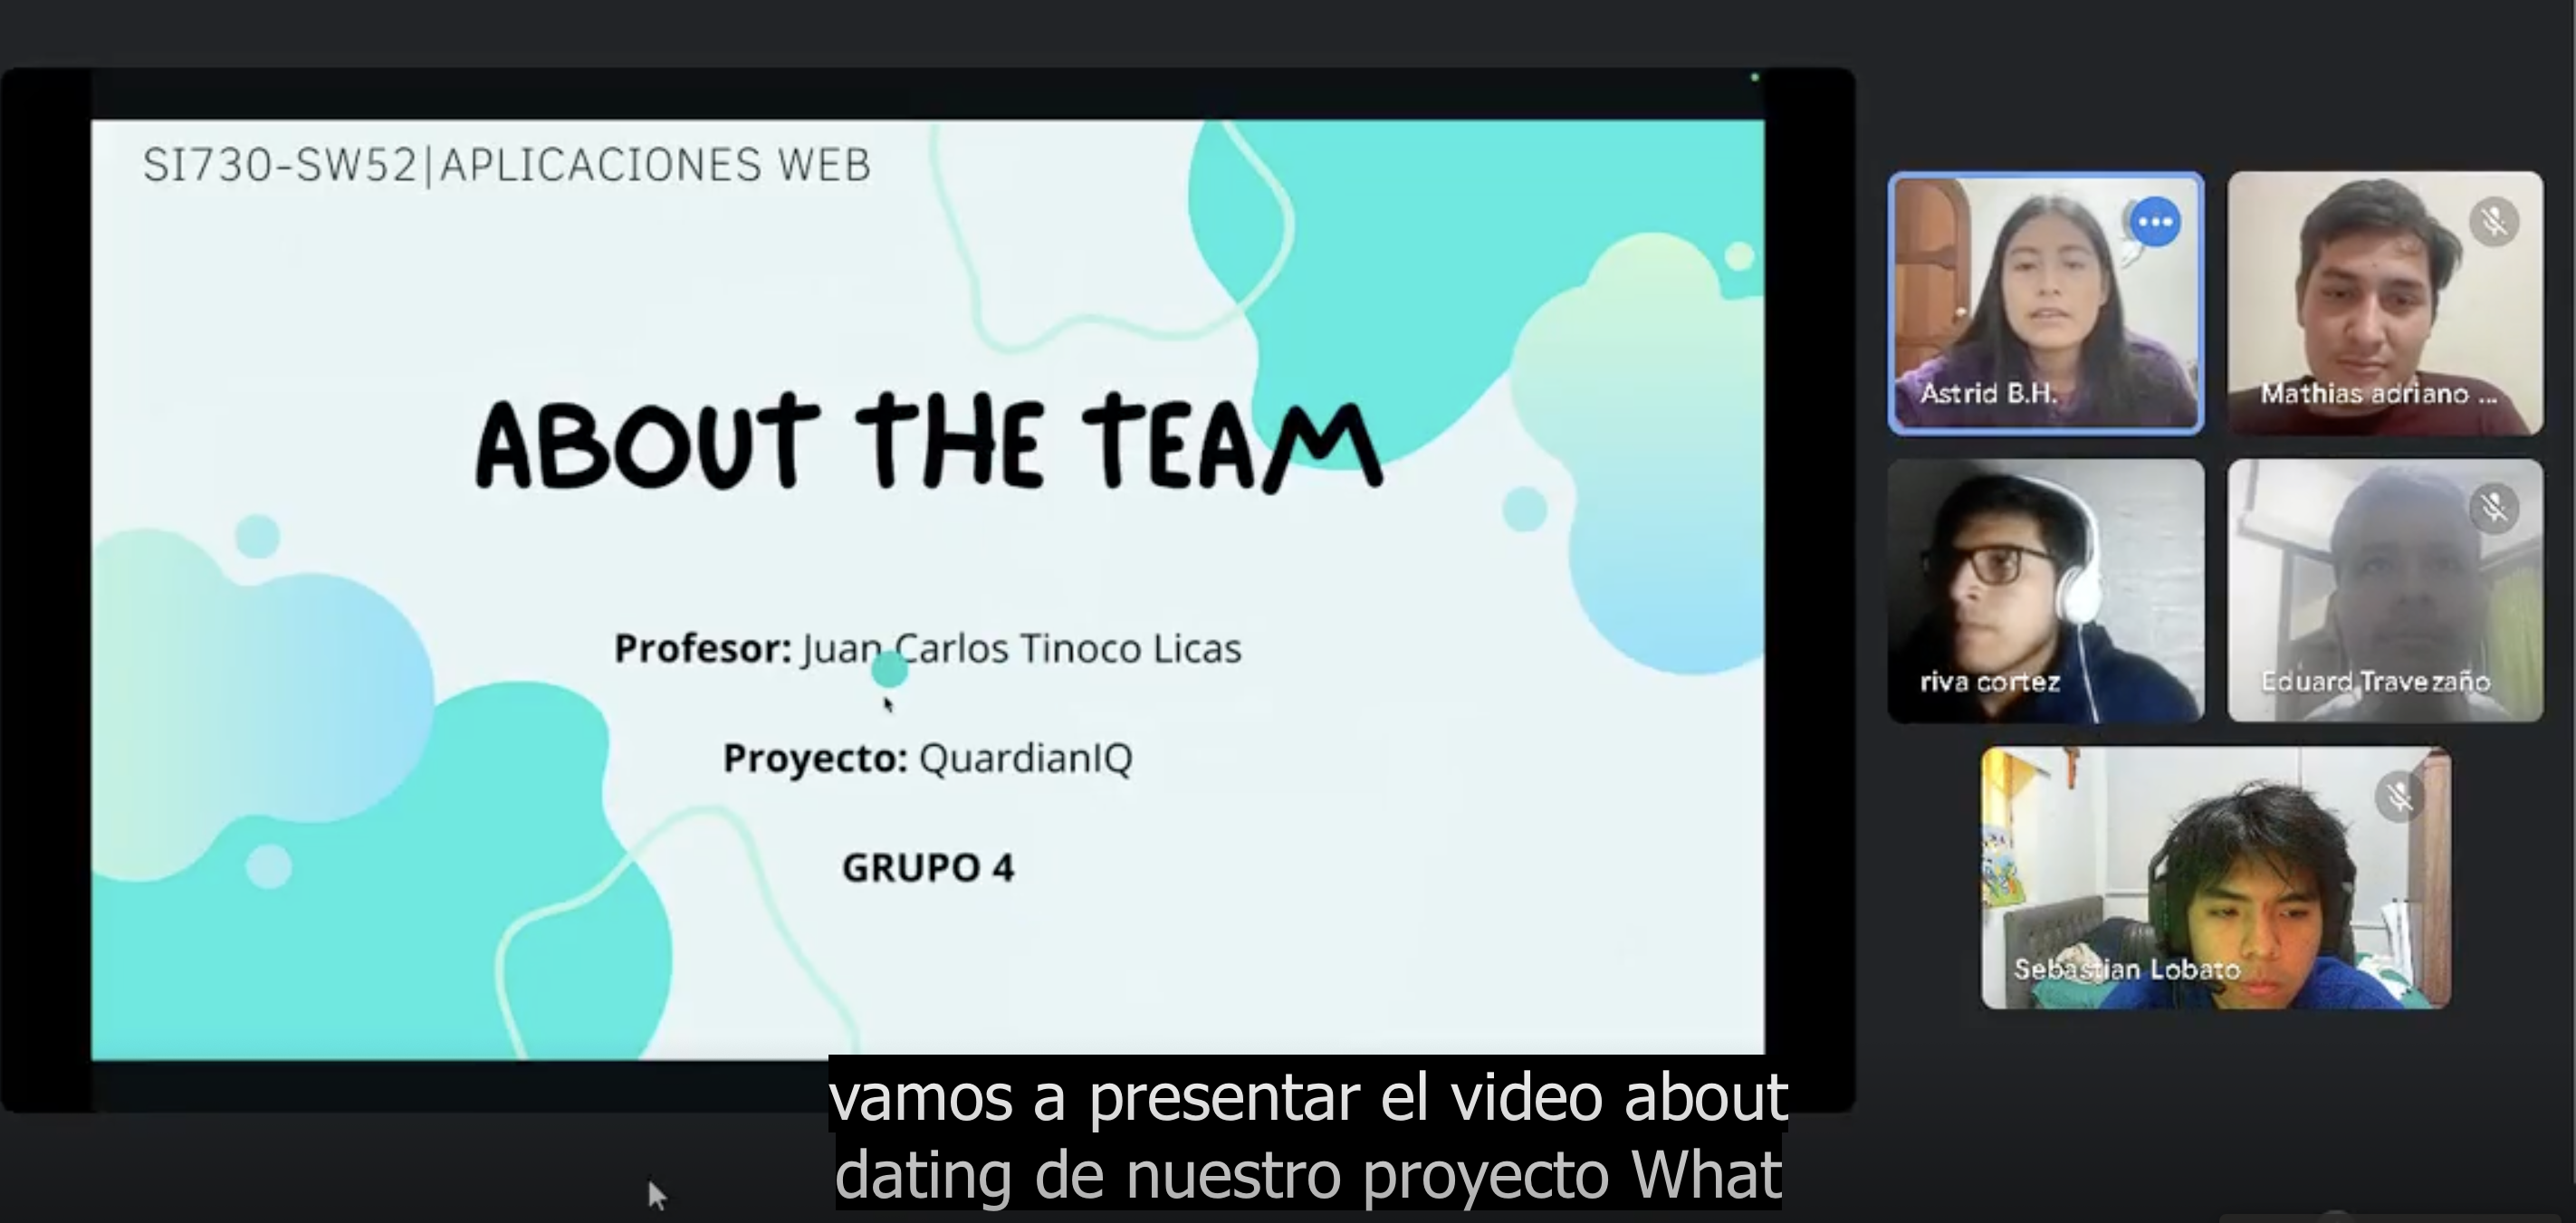 SI730-SW52|APLICACIONES WEB
ABOUT THE TEAM
Profesor: Juan Carlos Tinoco Licas
Proyecto: QuardianIQ
GRUPO 4
Astrid B.H.
Mathias adriano ...
riva cortez
Eduard Travezaño
Sebastian Lobato
vamos a presentar el video about
dating de nuestro proyecto What